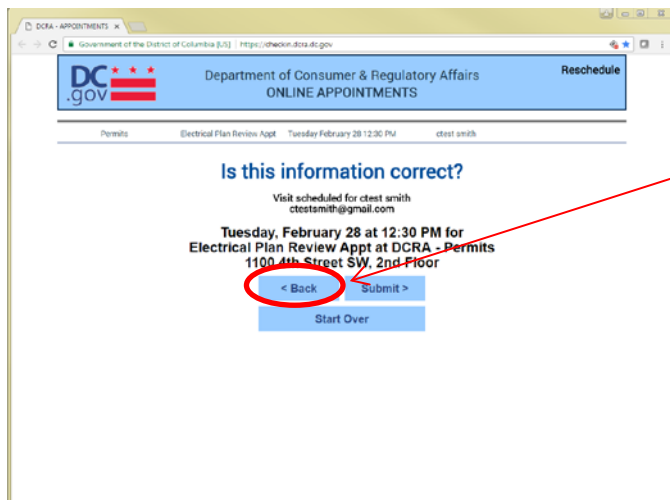 DCRA - APPOINTMENTS
Government of the District of Columbia [US] | https://checkin.dcra.dc.gov
DC
.gov
Department of Consumer & Regulatory Affairs
ONLINE APPOINTMENTS
Reschedule
Permits Electrical Plan Review Appt Tuesday February 28 12:30 PM ctest smith
Is this information correct?
Visit scheduled for ctest smith
ctestsmith@gmail.com
Tuesday, February 28 at 12:30 PM for
Electrical Plan Review Appt at DCRA - Permits
1100 4th Street SW, 2nd Floor
< Back Submit >
Start Over